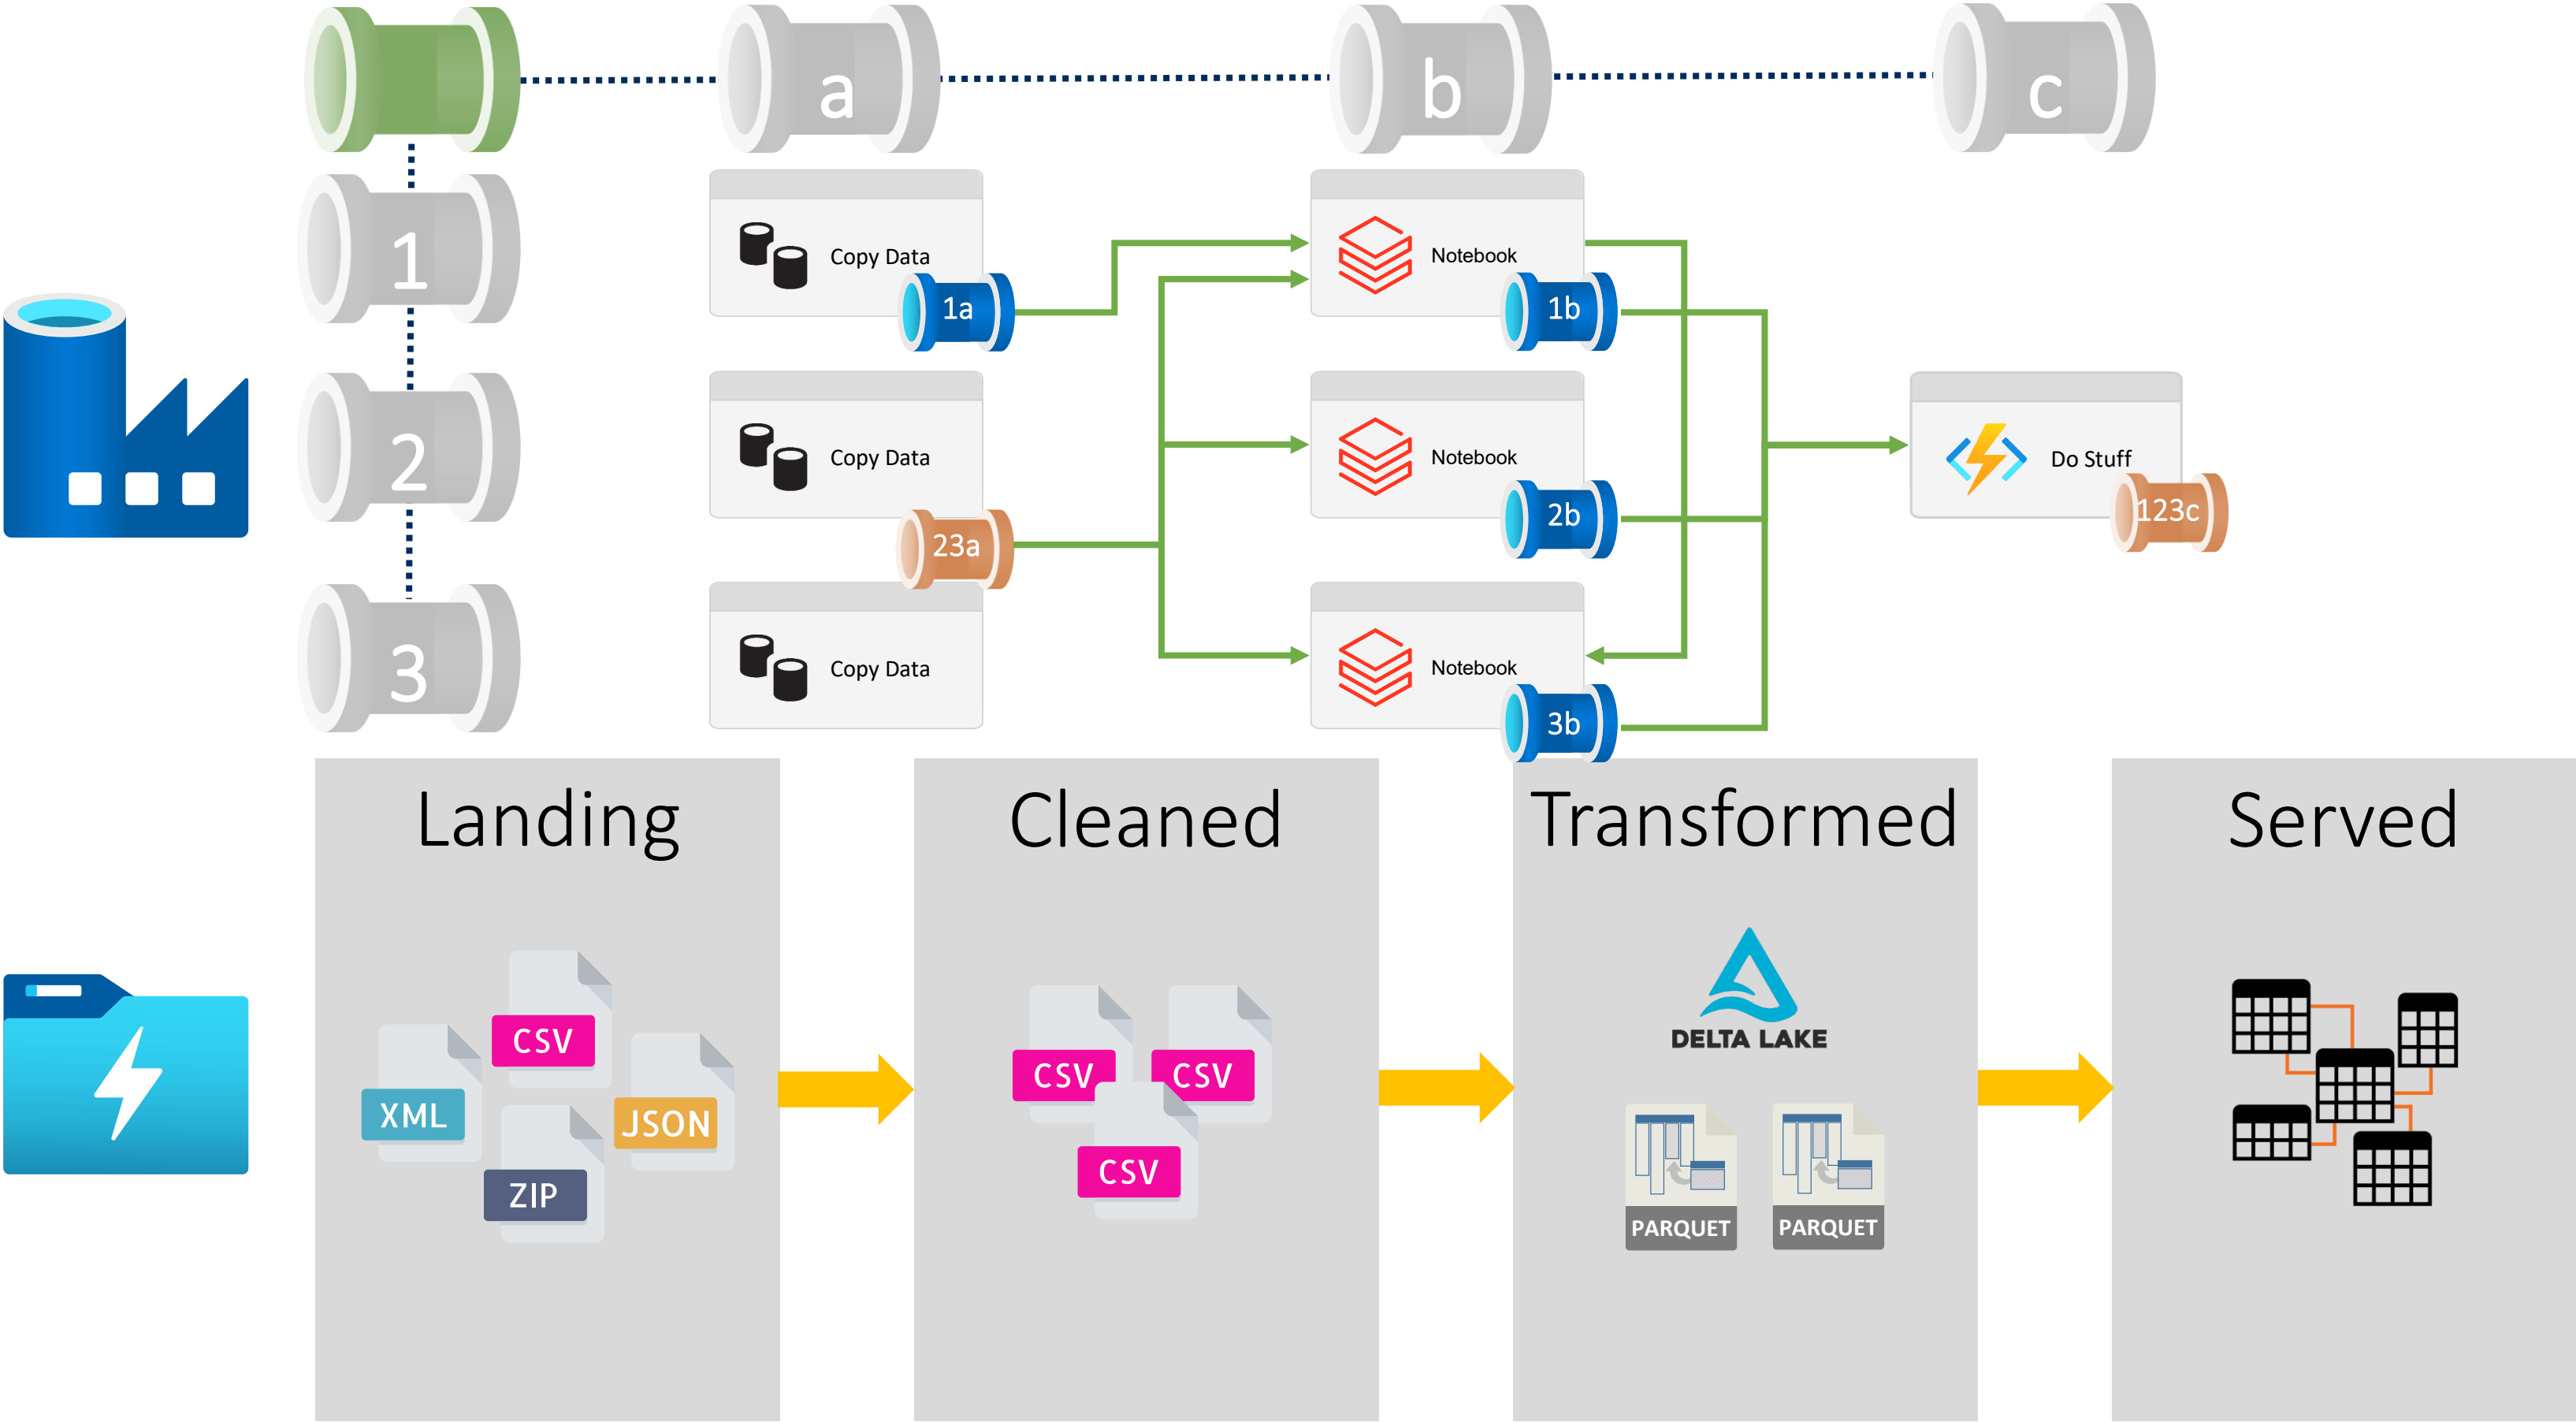 a
b
c
1
Copy Data
1a
Notebook
1b
2
Copy Data
23a
Notebook
2b
Do Stuff
123c
3
Copy Data
Notebook
3b
Landing
Cleaned
Transformed
Served
CSV
XML
JSON
ZIP
CSV
CSV
CSV
DELTA LAKE
PARQUET
PARQUET